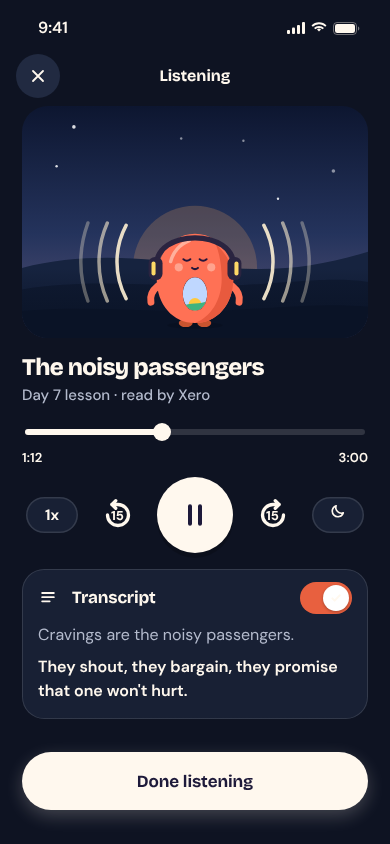 9:41
Listening
The noisy passengers
Day 7 lesson · read by Xero
1:12 3:00
1x 15 15
Transcript
Cravings are the noisy passengers.
They shout, they bargain, they promise
that one won't hurt.
Done listening